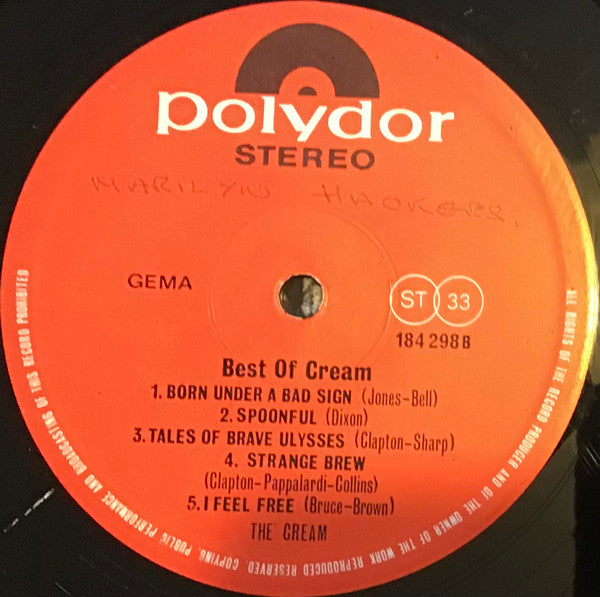 polydor
STEREO
MARILYN HACKERS.
GEMA
ST 33
184 298 B
Best Of Cream
1. BORN UNDER A BAD SIGN (Jones-Bell)
2. SPOONFUL (Dixon)
3. TALES OF BRAVE ULYSSES (Clapton-Sharp)
4. STRANGE BREW
(Clapton-Pappalardi-Collins)
5. I FEEL FREE (Bruce-Brown)
THE CREAM
ALL RIGHTS OF THE RECORD PRODUCER AND OF THE OWNER OF THE WORK REPRODUCED RESERVED. COPYING, PUBLIC PERFORMANCE AND BROADCASTING OF THIS RECORD PROHIBITED